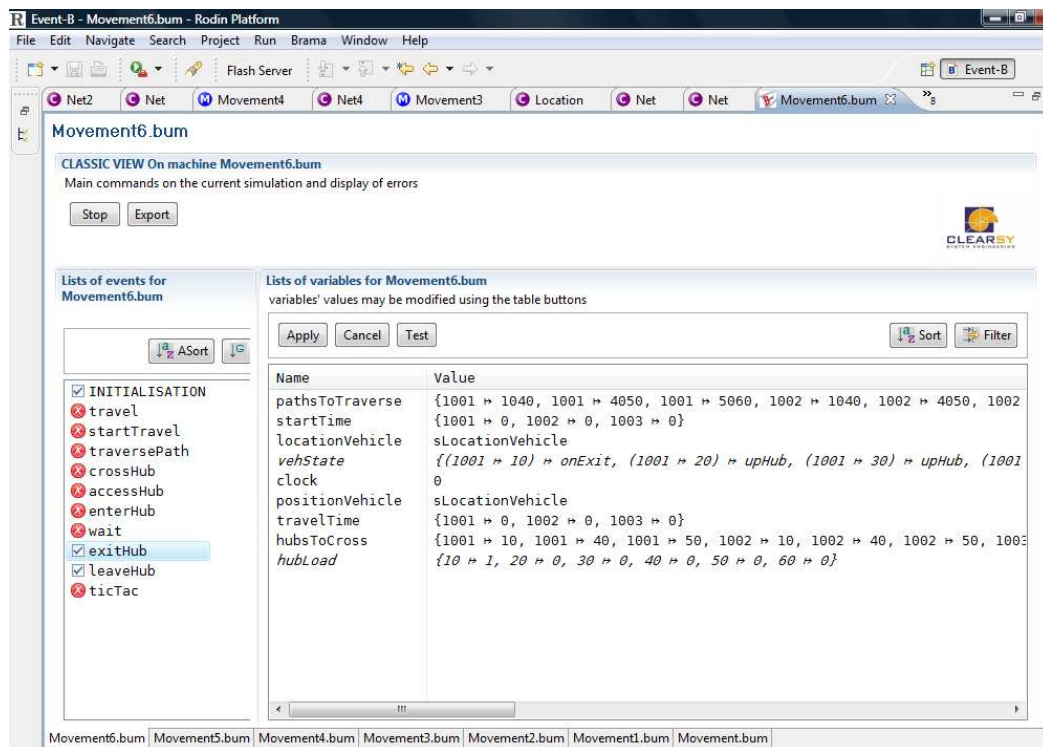 Event-B - Movement6.bum - Rodin Platform
File Edit Navigate Search Project Run Brama Window Help
Flash Server Event-B
Net2 Net Movement4 Net4 Movement3 Location Net Net Movement6.bum »8
Movement6.bum
CLASSIC VIEW On machine Movement6.bum
Main commands on the current simulation and display of errors
Stop Export
CLEARSY
SYSTEM ENGINEERING
Lists of events for
Movement6.bum
ASort
INITIALISATION
travel
startTravel
traversePath
crossHub
accessHub
enterHub
wait
exitHub
leaveHub
ticTac
Lists of variables for Movement6.bum
variables' values may be modified using the table buttons
Apply Cancel Test Sort Filter
Name Value
pathsToTraverse {1001 ↦ 1040, 1001 ↦ 4050, 1001 ↦ 5060, 1002 ↦ 1040, 1002 ↦ 4050, 1002
startTime {1001 ↦ 0, 1002 ↦ 0, 1003 ↦ 0}
locationVehicle sLocationVehicle
vehState {(1001 ↦ 10) ↦ onExit, (1001 ↦ 20) ↦ upHub, (1001 ↦ 30) ↦ upHub, (1001
clock 0
positionVehicle sLocationVehicle
travelTime {1001 ↦ 0, 1002 ↦ 0, 1003 ↦ 0}
hubsToCross {1001 ↦ 10, 1001 ↦ 40, 1001 ↦ 50, 1002 ↦ 10, 1002 ↦ 40, 1002 ↦ 50, 1003
hubLoad {10 ↦ 1, 20 ↦ 0, 30 ↦ 0, 40 ↦ 0, 50 ↦ 0, 60 ↦ 0}
Movement6.bum Movement5.bum Movement4.bum Movement3.bum Movement2.bum Movement1.bum Movement.bum